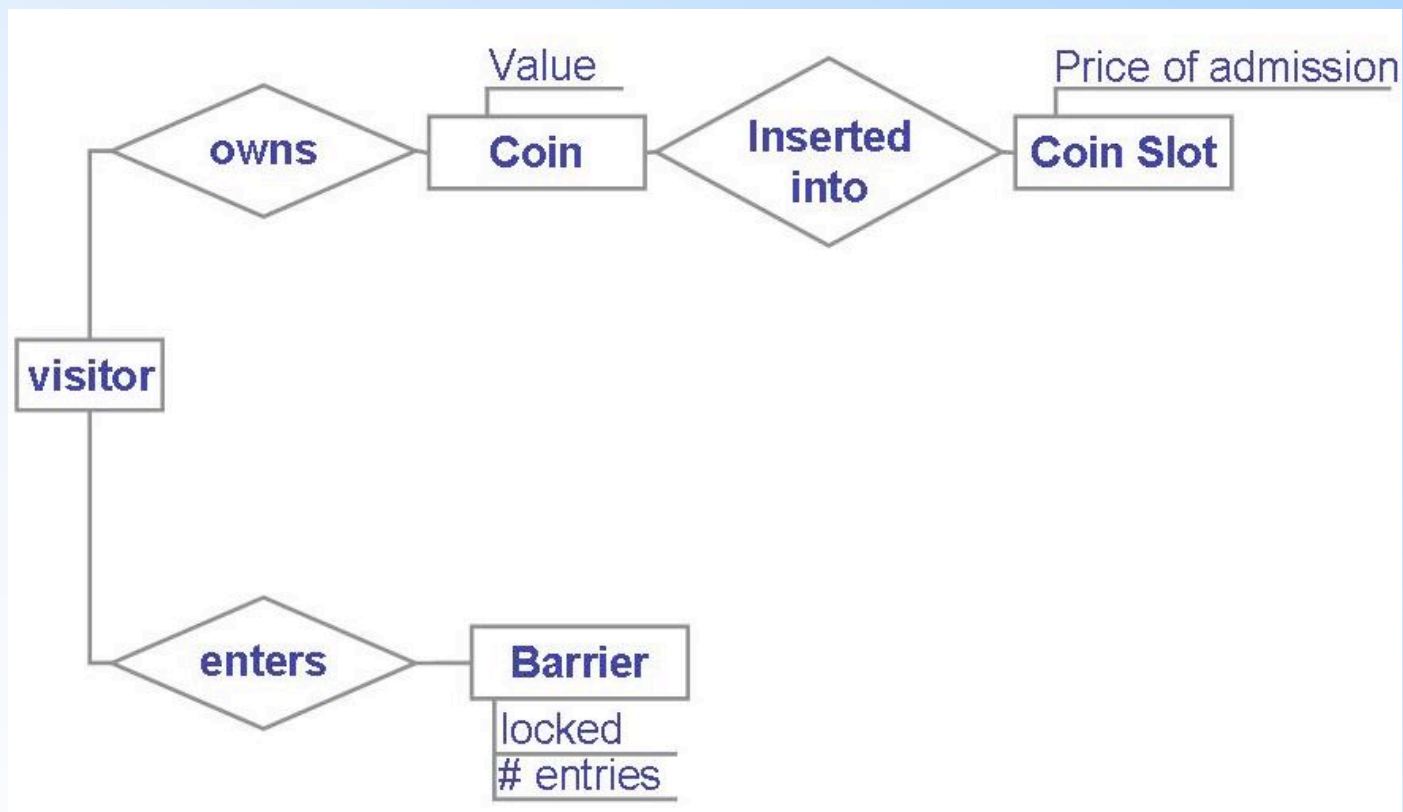 Value
Price of admission
owns
Coin
Inserted
into
Coin Slot
visitor
enters
Barrier
locked
# entries